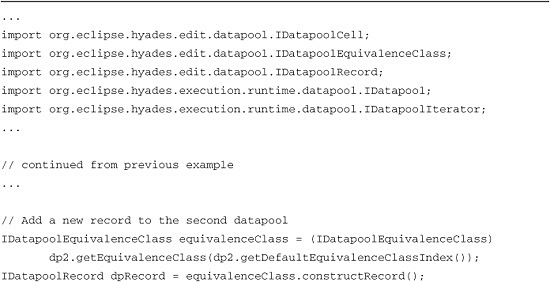 ...
import org.eclipse.hyades.edit.datapool.IDatapoolCell;
import org.eclipse.hyades.edit.datapool.IDatapoolEquivalenceClass;
import org.eclipse.hyades.edit.datapool.IDatapoolRecord;
import org.eclipse.hyades.execution.runtime.datapool.IDatapool;
import org.eclipse.hyades.execution.runtime.datapool.IDatapoolIterator;
...
// continued from previous example
...
// Add a new record to the second datapool
IDatapoolEquivalenceClass equivalenceClass = (IDatapoolEquivalenceClass)
dp2.getEquivalenceClass(dp2.getDefaultEquivalenceClassIndex());
IDatapoolRecord dpRecord = equivalenceClass.constructRecord();